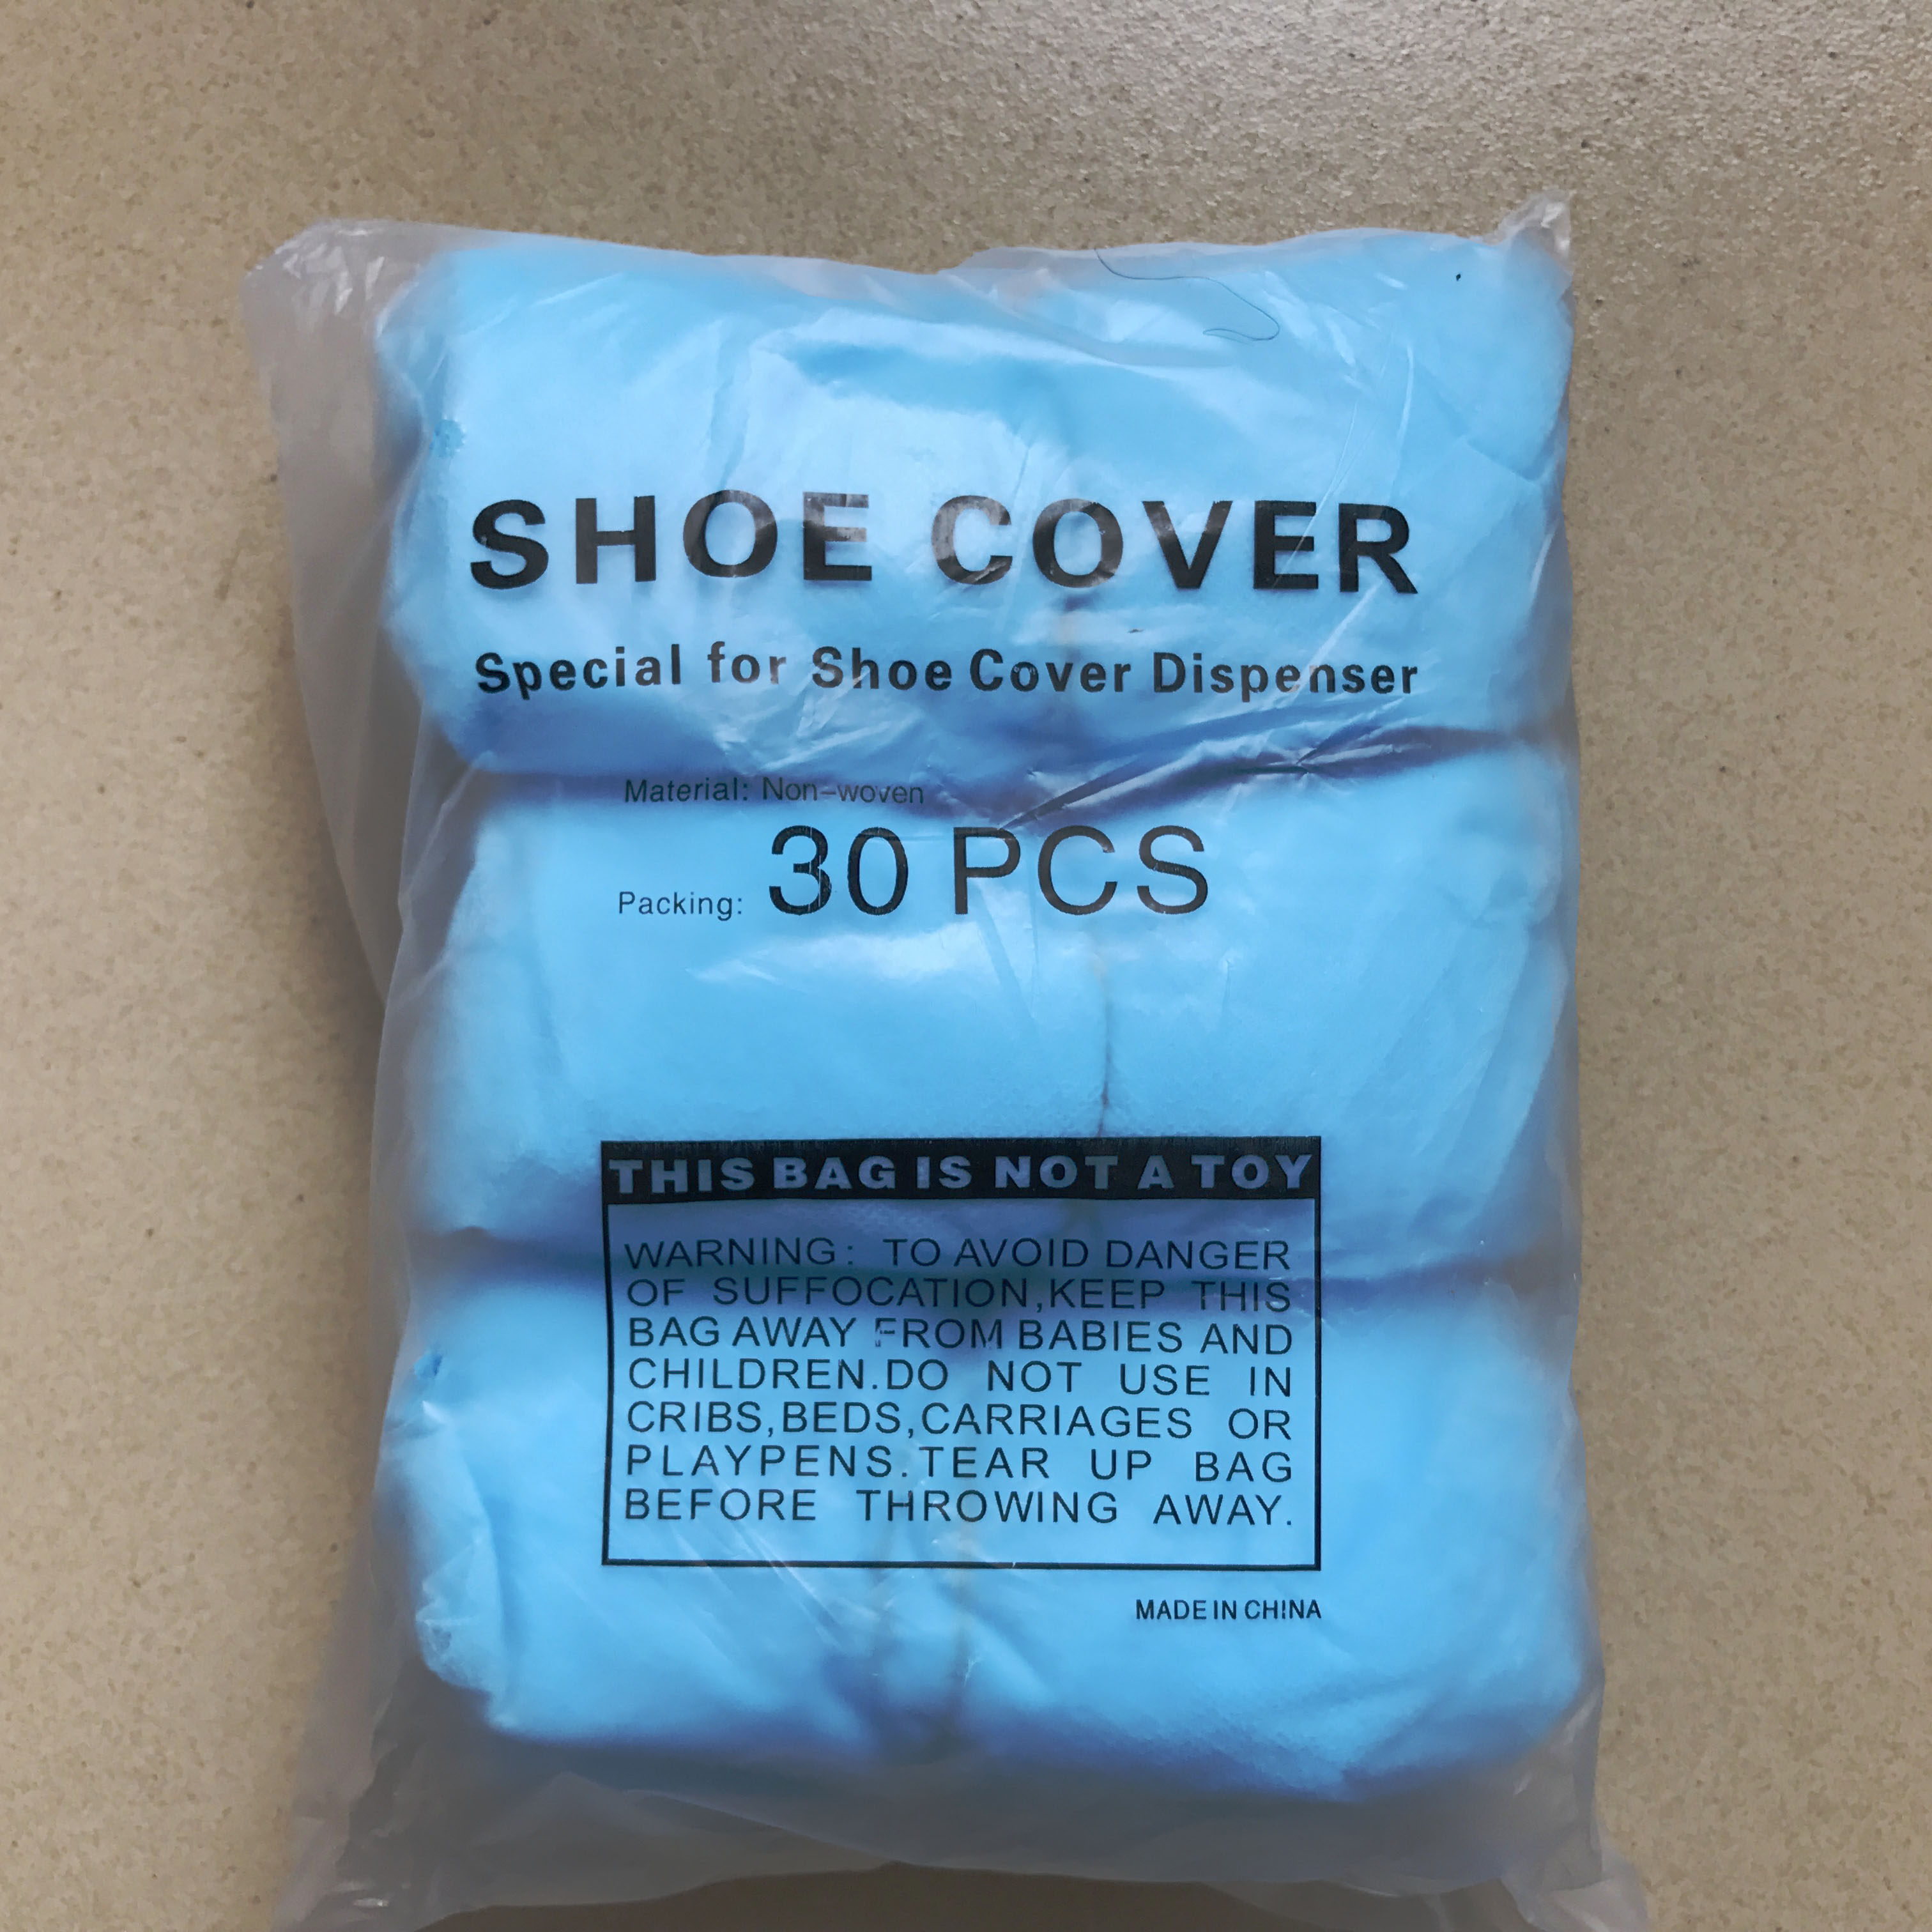 SHOE COVER
Special for Shoe Cover Dispenser
Material: Non-woven
Packing: 30 PCS
THIS BAG IS NOT A TOY
WARNING: TO AVOID DANGER
OF SUFFOCATION,KEEP THIS
BAG AWAY FROM BABIES AND
CHILDREN.DO NOT USE IN
CRIBS,BEDS,CARRIAGES OR
PLAYPENS.TEAR UP BAG
BEFORE THROWING AWAY.
MADE IN CHINA